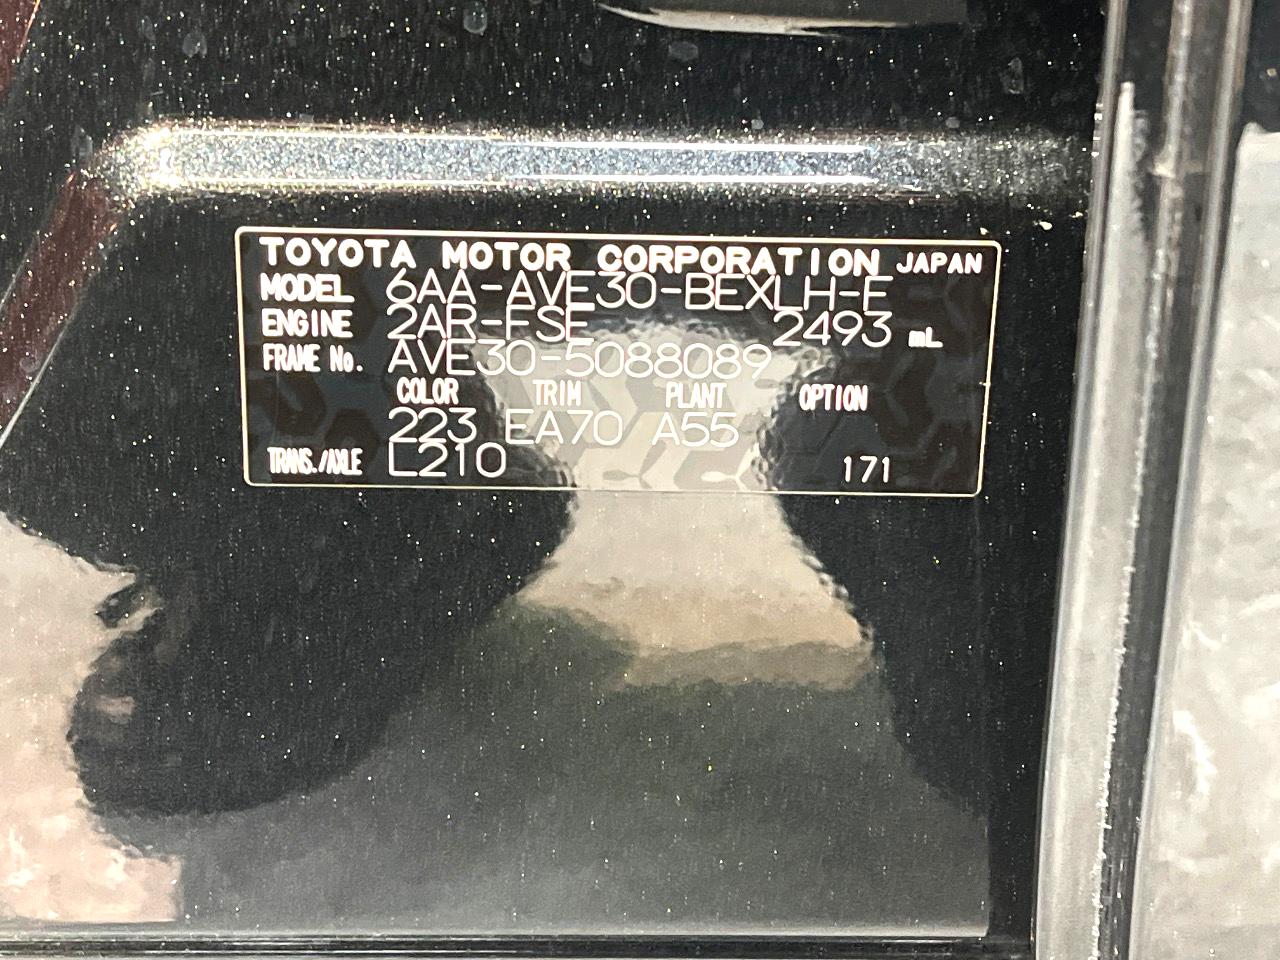 TOYOTA MOTOR CORPORATION JAPAN
MODEL 6AA-AVE30-BEXLH-E
ENGINE 2AR-FSE 2493 mL
FRAME No. AVE30-5088089
COLOR TRIM PLANT OPTION
223 EA70 A55
TRANS./AXLE L210 171